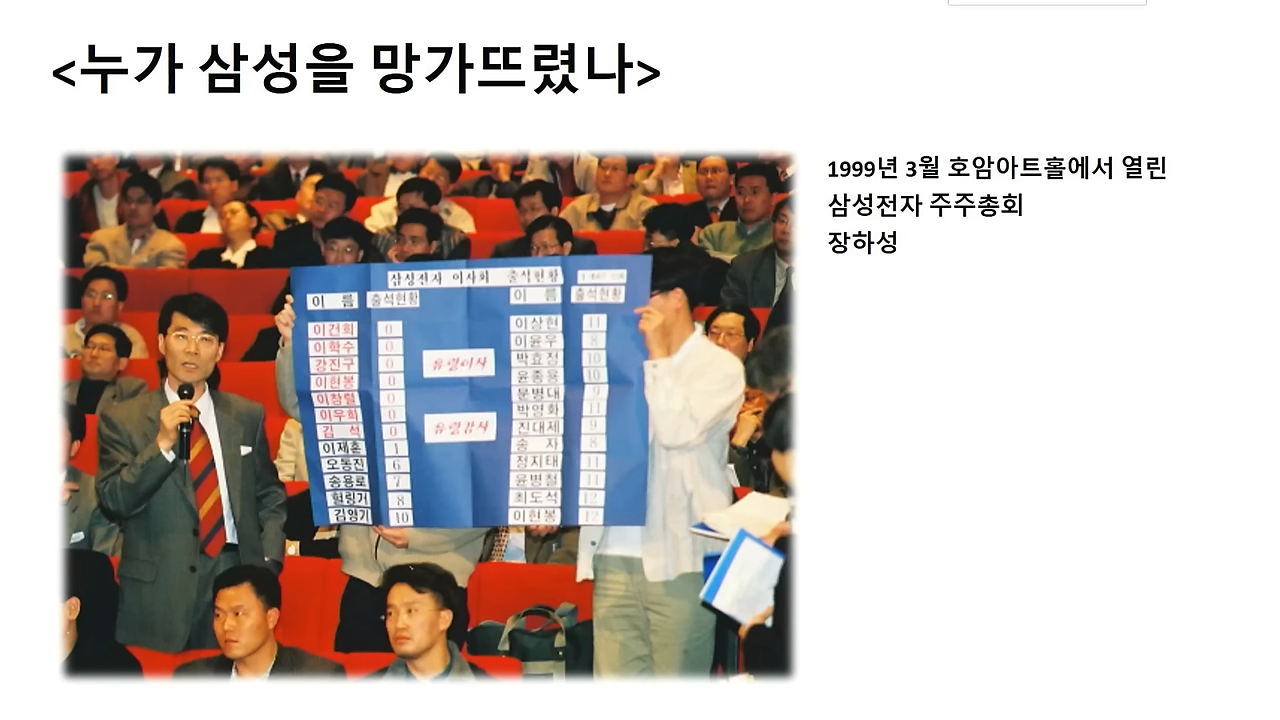 <누가 삼성을 망가뜨렸나>
1999년 3월 호암아트홀에서 열린
삼성전자 주주총회
장하성
삼성전자 이사회 출석현황
이 름 출석현황
이건희 0
이학수 0
강진구 0
이현봉 0
이창렬 0
이우희 0
김 석 0
이제훈 1
오동진 6
송용로 7
힐링거 8
김영기 10
유령이사
유령감사
이 름 출석현황
이상현 11
이윤우 8
박효정 10
윤종용 10
문병대 9
박영화 11
진대제 9
송 자 8
정지태 11
윤병철 11
최도석 12
이현봉 12